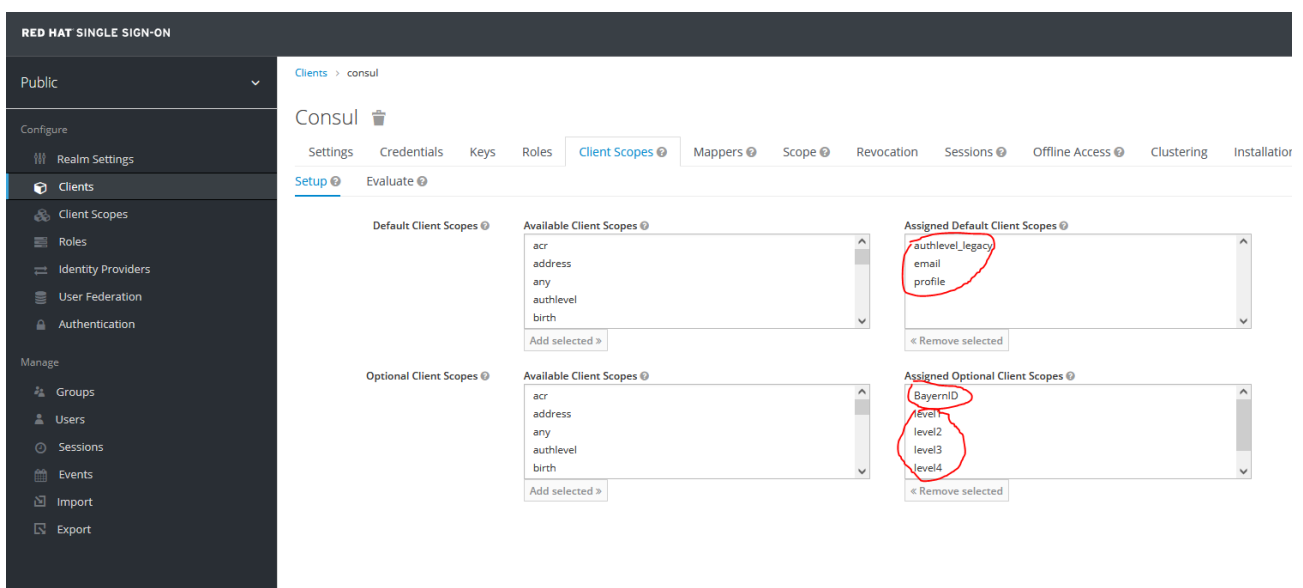 RED HAT SINGLE SIGN-ON
Public
Clients > consul
Consul
Configure
Settings Credentials Keys Roles Client Scopes Mappers Scope Revocation Sessions Offline Access Clustering Installation
Realm Settings
Clients
Setup Evaluate
Client Scopes
Roles
Identity Providers
User Federation
Authentication
Manage
Groups
Users
Sessions
Events
Import
Export
Default Client Scopes
Available Client Scopes
acr
address
any
authlevel
birth
Add selected »
Assigned Default Client Scopes
authlevel_legacy
email
profile
« Remove selected
Optional Client Scopes
Available Client Scopes
acr
address
any
authlevel
birth
Add selected »
Assigned Optional Client Scopes
BayernID
level1
level2
level3
level4
« Remove selected